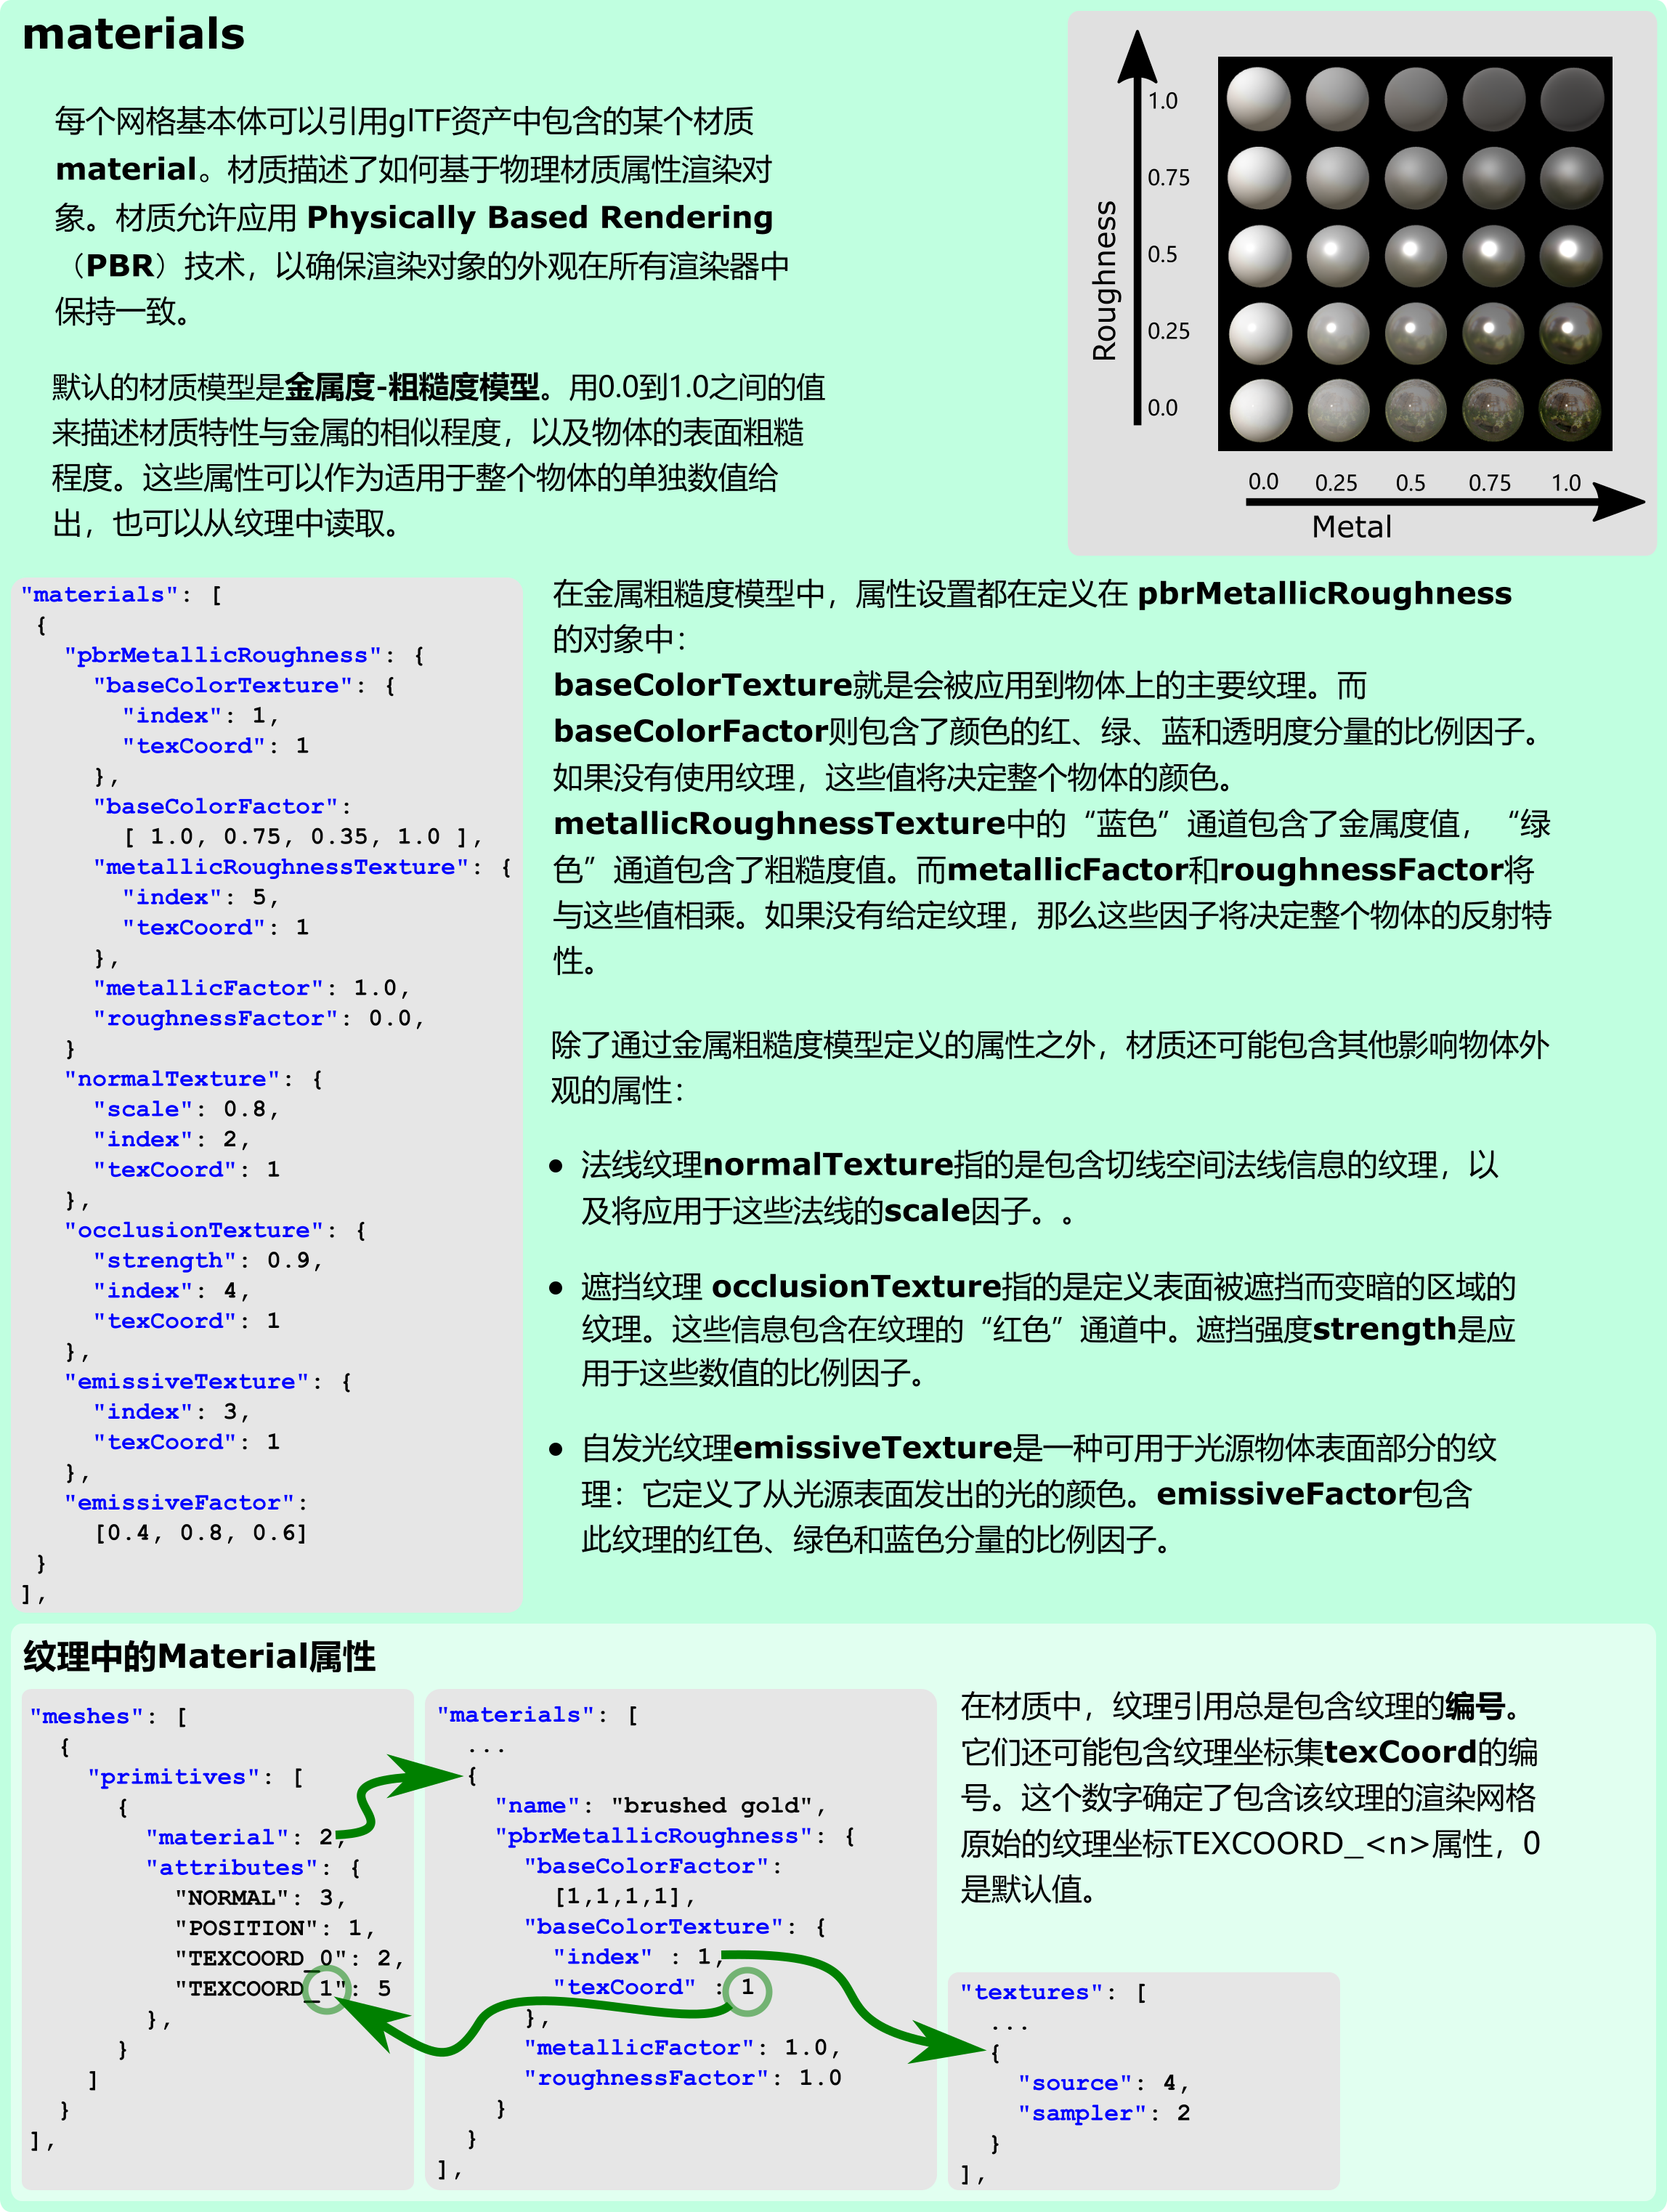 materials
每个网格基本体可以引用glTF资产中包含的某个材质
material。材质描述了如何基于物理材质属性渲染对
象。材质允许应用 Physically Based Rendering
（PBR）技术，以确保渲染对象的外观在所有渲染器中
保持一致。
默认的材质模型是金属度-粗糙度模型。用0.0到1.0之间的值
来描述材质特性与金属的相似程度，以及物体的表面粗糙
程度。这些属性可以作为适用于整个物体的单独数值给
出，也可以从纹理中读取。
Roughness
1.0
0.75
0.5
0.25
0.0
0.0 0.25 0.5 0.75 1.0
Metal
"materials": [
{
"pbrMetallicRoughness": {
"baseColorTexture": {
"index": 1,
"texCoord": 1
},
"baseColorFactor":
[ 1.0, 0.75, 0.35, 1.0 ],
"metallicRoughnessTexture": {
"index": 5,
"texCoord": 1
},
"metallicFactor": 1.0,
"roughnessFactor": 0.0,
}
"normalTexture": {
"scale": 0.8,
"index": 2,
"texCoord": 1
},
"occlusionTexture": {
"strength": 0.9,
"index": 4,
"texCoord": 1
},
"emissiveTexture": {
"index": 3,
"texCoord": 1
},
"emissiveFactor":
[0.4, 0.8, 0.6]
}
],
在金属粗糙度模型中，属性设置都在定义在 pbrMetallicRoughness
的对象中：
baseColorTexture就是会被应用到物体上的主要纹理。而
baseColorFactor则包含了颜色的红、绿、蓝和透明度分量的比例因子。
如果没有使用纹理，这些值将决定整个物体的颜色。
metallicRoughnessTexture中的“蓝色”通道包含了金属度值，“绿
色”通道包含了粗糙度值。而metallicFactor和roughnessFactor将
与这些值相乘。如果没有给定纹理，那么这些因子将决定整个物体的反射特
性。
除了通过金属粗糙度模型定义的属性之外，材质还可能包含其他影响物体外
观的属性：
● 法线纹理normalTexture指的是包含切线空间法线信息的纹理，以
及将应用于这些法线的scale因子。。
● 遮挡纹理 occlusionTexture指的是定义表面被遮挡而变暗的区域的
纹理。这些信息包含在纹理的“红色”通道中。遮挡强度strength是应
用于这些数值的比例因子。
● 自发光纹理emissiveTexture是一种可用于光源物体表面部分的纹
理：它定义了从光源表面发出的光的颜色。emissiveFactor包含
此纹理的红色、绿色和蓝色分量的比例因子。
纹理中的Material属性
"meshes": [
{
"primitives": [
{
"material": 2,
"attributes": {
"NORMAL": 3,
"POSITION": 1,
"TEXCOORD_0": 2,
"TEXCOORD_1": 5
},
}
]
}
],
"materials": [
...
{
"name": "brushed gold",
"pbrMetallicRoughness": {
"baseColorFactor":
[1,1,1,1],
"baseColorTexture": {
"index" : 1,
"texCoord" : 1
},
"metallicFactor": 1.0,
"roughnessFactor": 1.0
}
}
],
在材质中，纹理引用总是包含纹理的编号。
它们还可能包含纹理坐标集texCoord的编
号。这个数字确定了包含该纹理的渲染网格
原始的纹理坐标TEXCOORD_<n>属性，0
是默认值。
"textures": [
...
{
"source": 4,
"sampler": 2
}
],